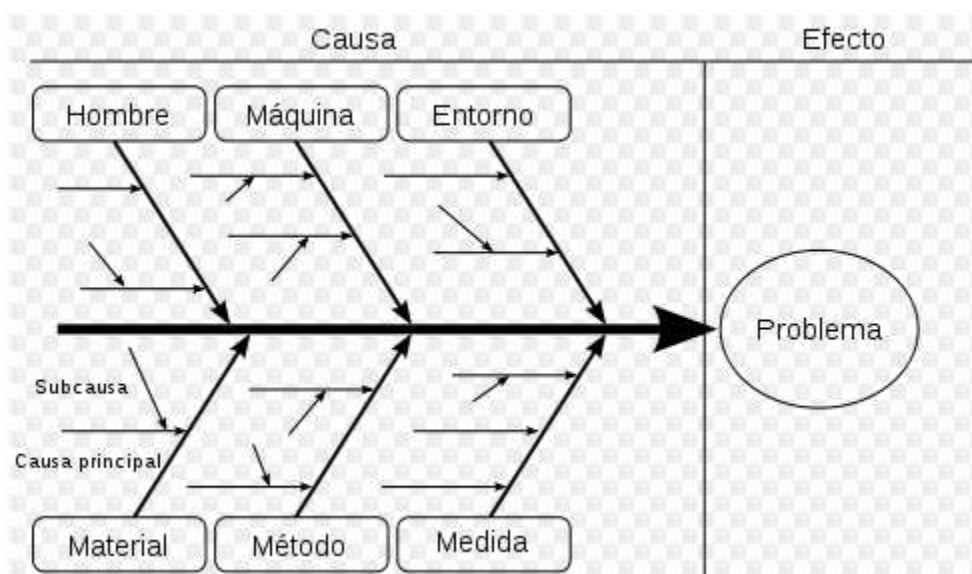 Causa
Efecto
Hombre
Máquina
Entorno
Problema
Subcausa
Causa principal
Material
Método
Medida